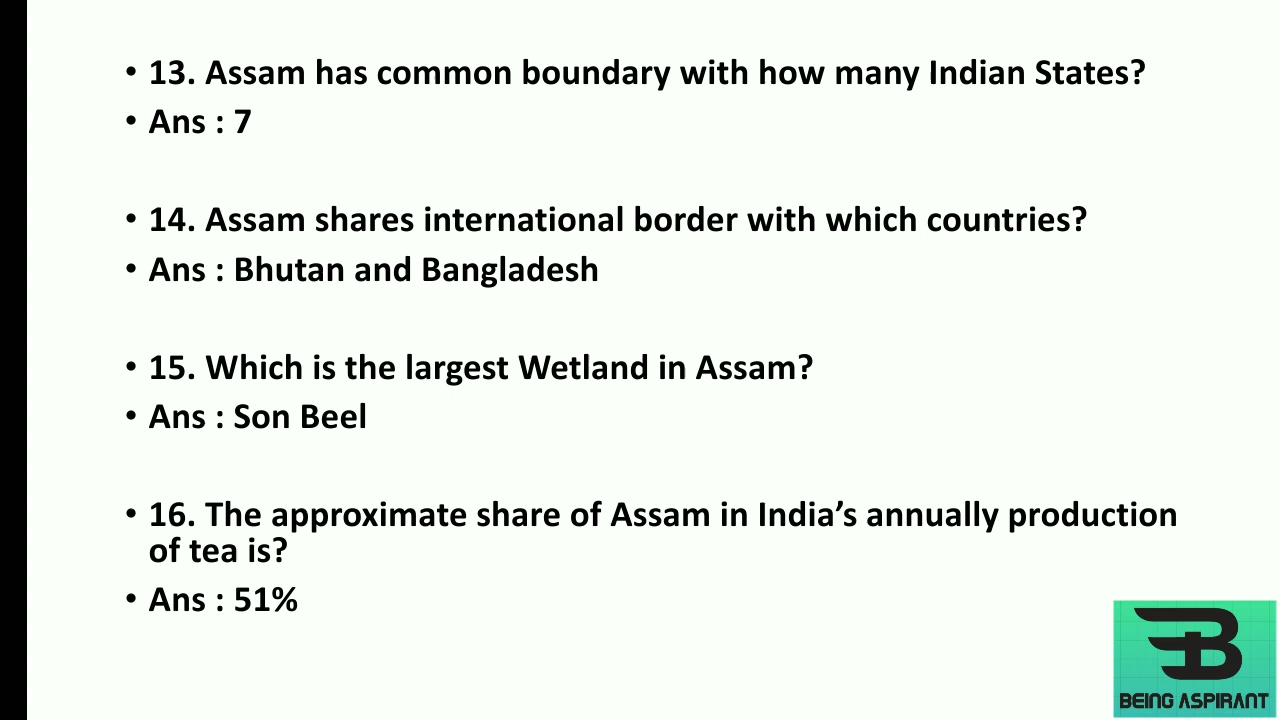 • 13. Assam has common boundary with how many Indian States?
• Ans : 7
• 14. Assam shares international border with which countries?
• Ans : Bhutan and Bangladesh
• 15. Which is the largest Wetland in Assam?
• Ans : Son Beel
• 16. The approximate share of Assam in India’s annually production
of tea is?
• Ans : 51%
BEING ASPIRANT